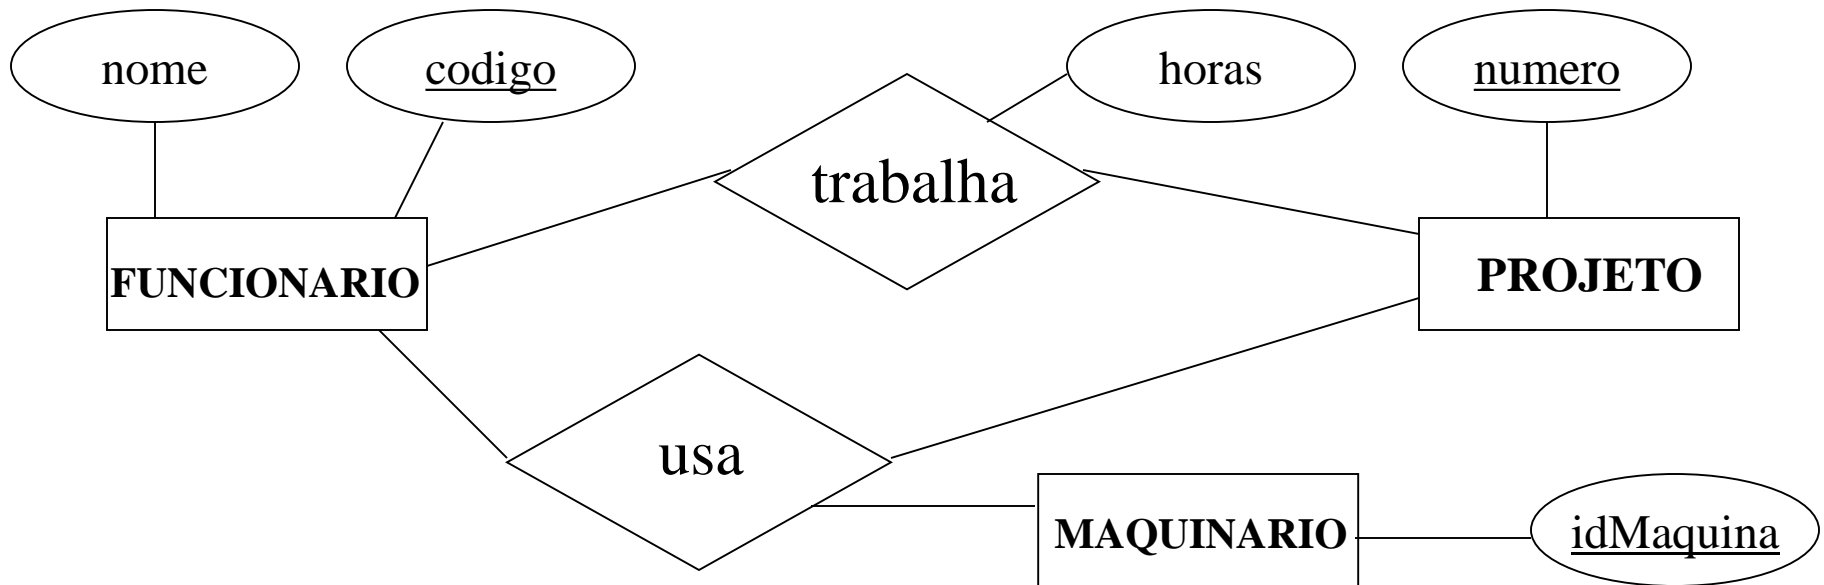 nome
codigo
horas
numero
trabalha
FUNCIONARIO
PROJETO
usa
MAQUINARIO
idMaquina